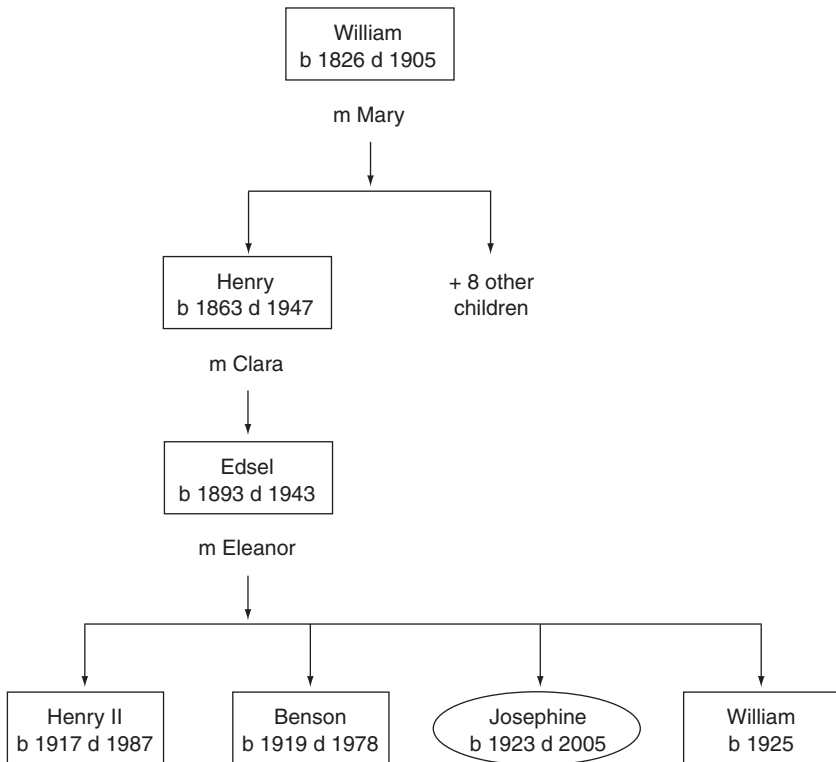 William
b 1826 d 1905
m Mary
Henry
b 1863 d 1947
+ 8 other
children
m Clara
Edsel
b 1893 d 1943
m Eleanor
Henry II
b 1917 d 1987
Benson
b 1919 d 1978
Josephine
b 1923 d 2005
William
b 1925